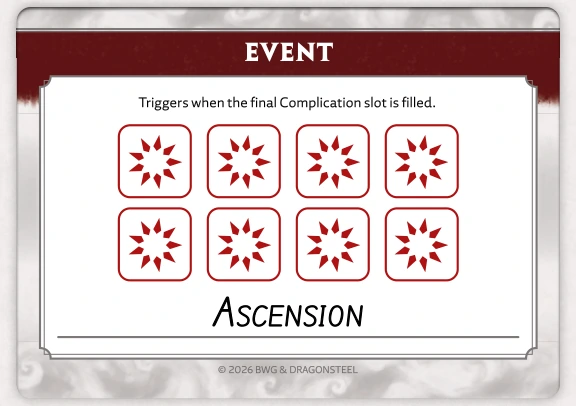 EVENT
Triggers when the final Complication slot is filled.
ASCENSION
© 2026 BWG & DRAGONSTEEL